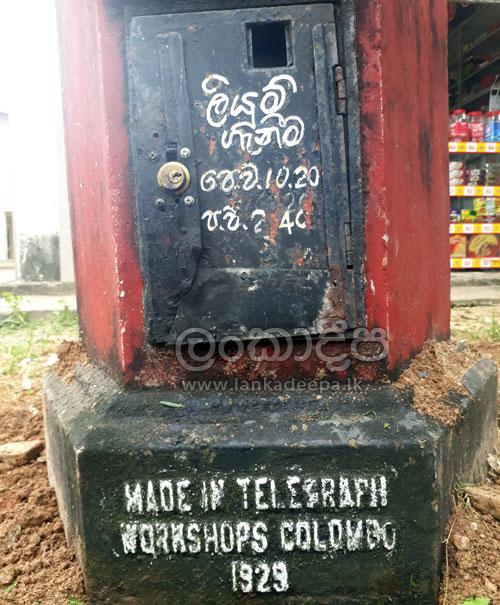 ලියුම්
ගැනීම
පෙ.ව.10.20
ප.ව.2 40
ලංකාදීප
www.lankadeepa.lk
MADE IN TELEGRAPH
WORKSHOPS COLOMBO
1929